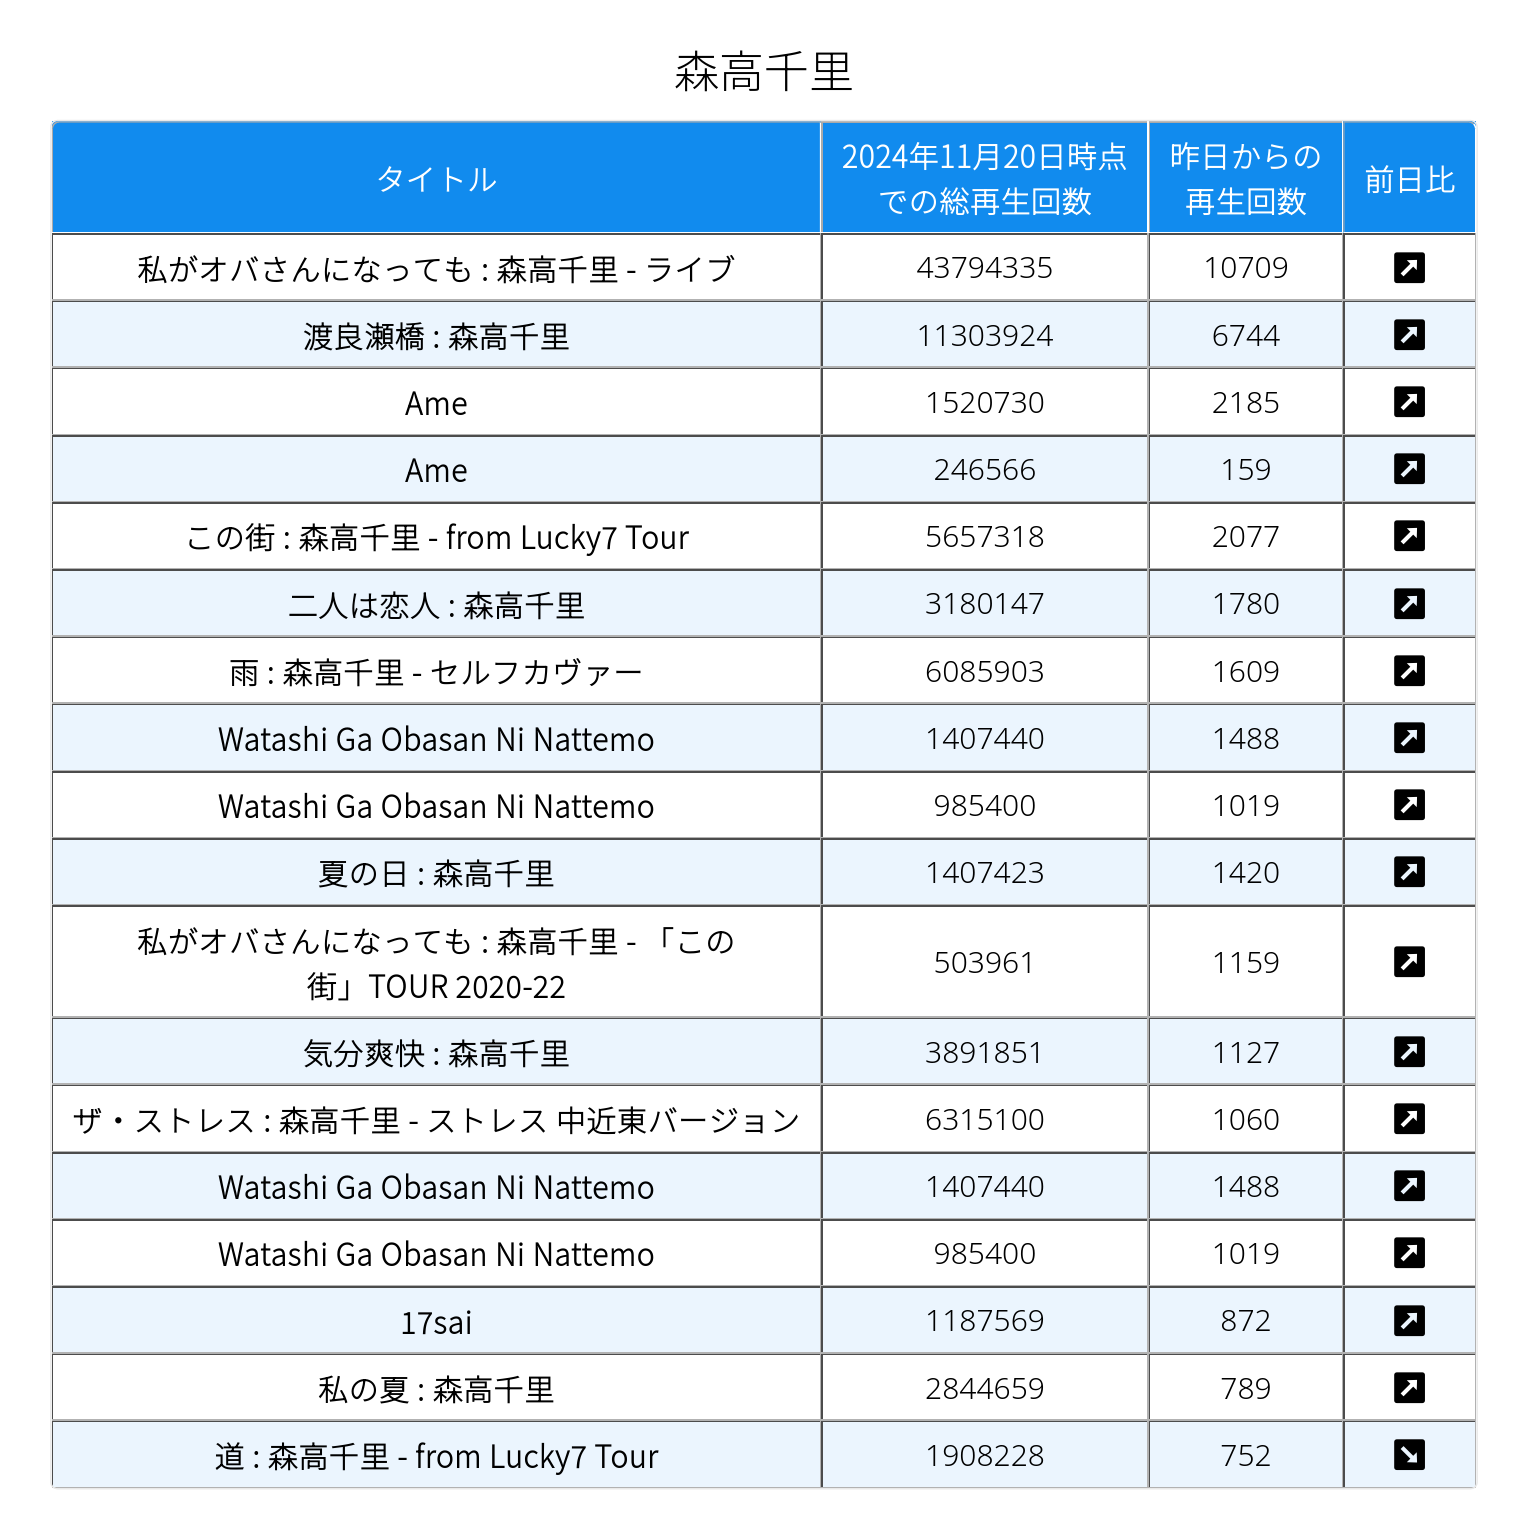 森高千里
タイトル 2024年11月20日時点での総再生回数 昨日からの再生回数 前日比
私がオバさんになっても : 森高千里 - ライブ 43794335 10709
渡良瀬橋 : 森高千里 11303924 6744
Ame 1520730 2185
Ame 246566 159
この街 : 森高千里 - from Lucky7 Tour 5657318 2077
二人は恋人 : 森高千里 3180147 1780
雨 : 森高千里 - セルフカヴァー 6085903 1609
Watashi Ga Obasan Ni Nattemo 1407440 1488
Watashi Ga Obasan Ni Nattemo 985400 1019
夏の日 : 森高千里 1407423 1420
私がオバさんになっても : 森高千里 - 「この街」TOUR 2020-22 503961 1159
気分爽快 : 森高千里 3891851 1127
ザ・ストレス : 森高千里 - ストレス 中近東バージョン 6315100 1060
Watashi Ga Obasan Ni Nattemo 1407440 1488
Watashi Ga Obasan Ni Nattemo 985400 1019
17sai 1187569 872
私の夏 : 森高千里 2844659 789
道 : 森高千里 - from Lucky7 Tour 1908228 752